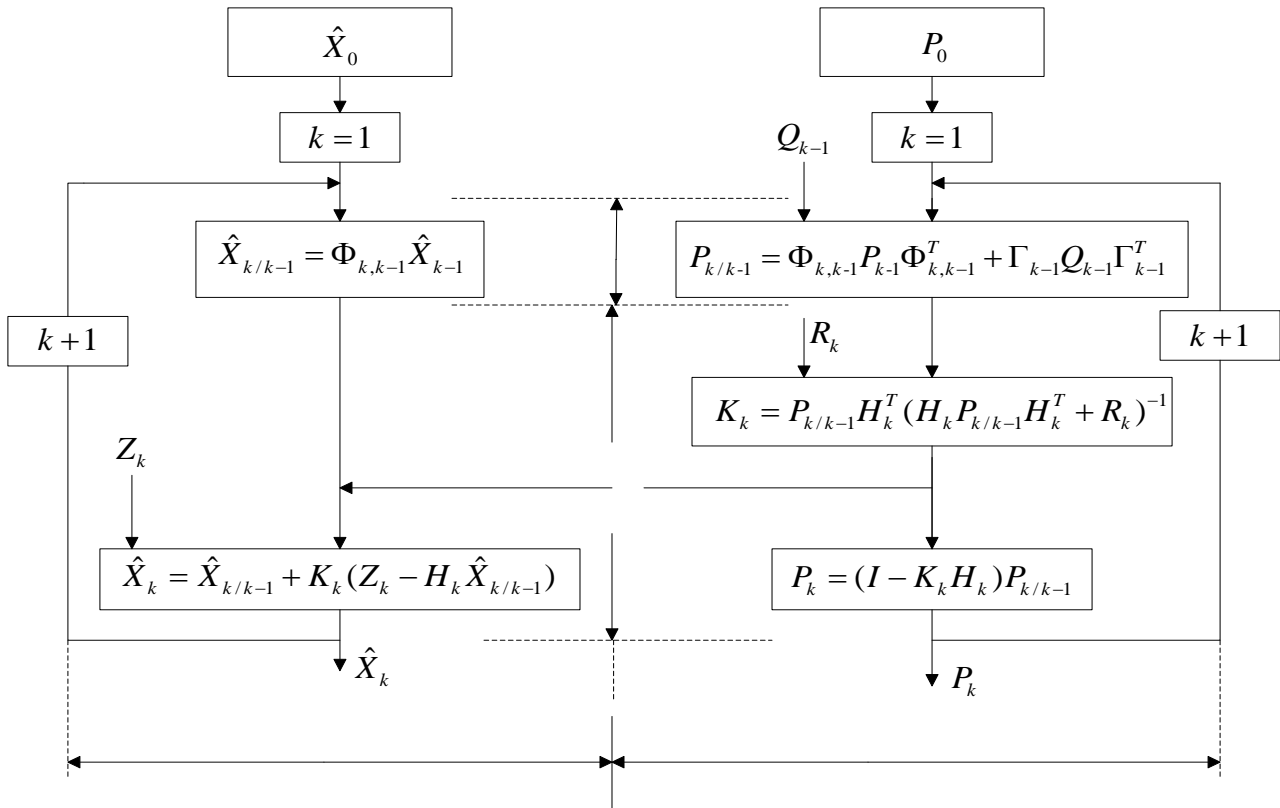 X̂₀
P₀
k = 1
k = 1
Qₖ₋₁
X̂_{k/k−1} = Φ_{k,k−1} X̂_{k−1}
P_{k/k-1} = Φ_{k,k-1} P_{k-1} Φ^T_{k,k−1} + Γ_{k−1} Q_{k−1} Γ^T_{k−1}
k + 1
k + 1
R_k
K_k = P_{k/k−1} H_k^T (H_k P_{k/k−1} H_k^T + R_k)^{−1}
Z_k
X̂_k = X̂_{k/k−1} + K_k (Z_k − H_k X̂_{k/k−1})
P_k = (I − K_k H_k) P_{k/k−1}
X̂_k
P_k